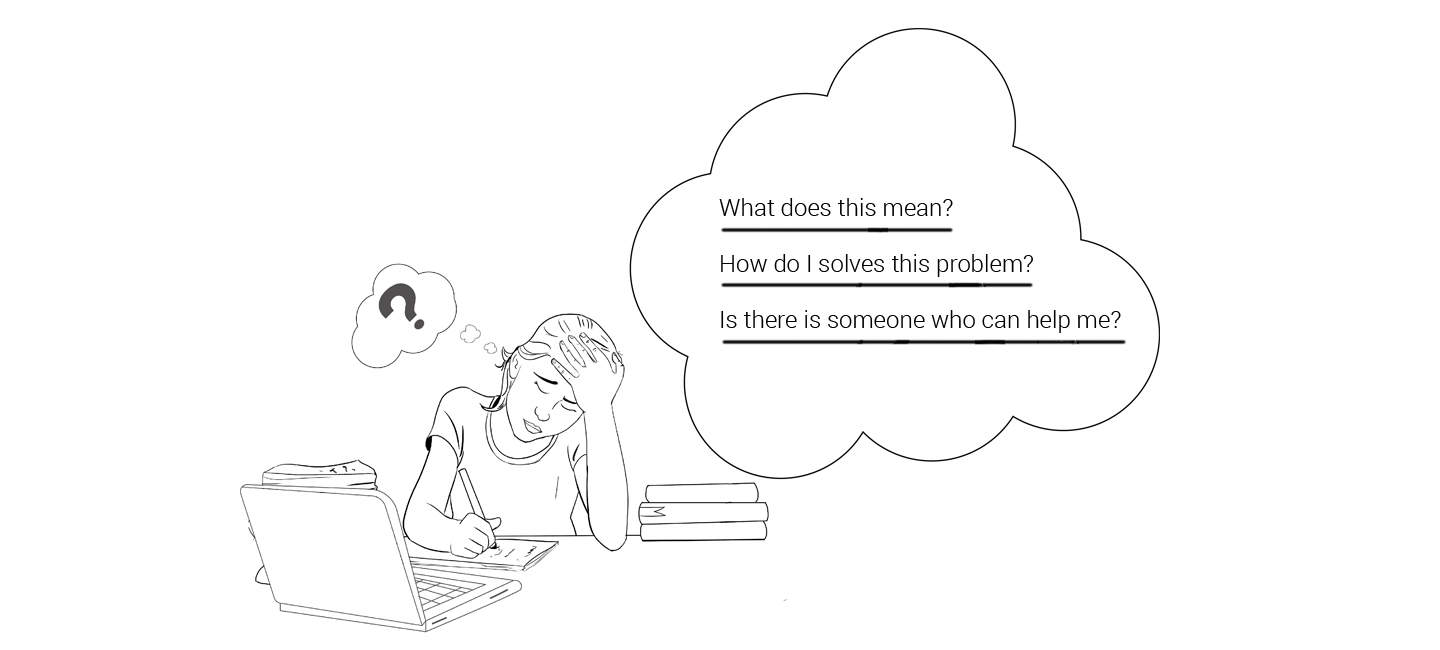 ?
What does this mean?
How do I solves this problem?
Is there is someone who can help me?